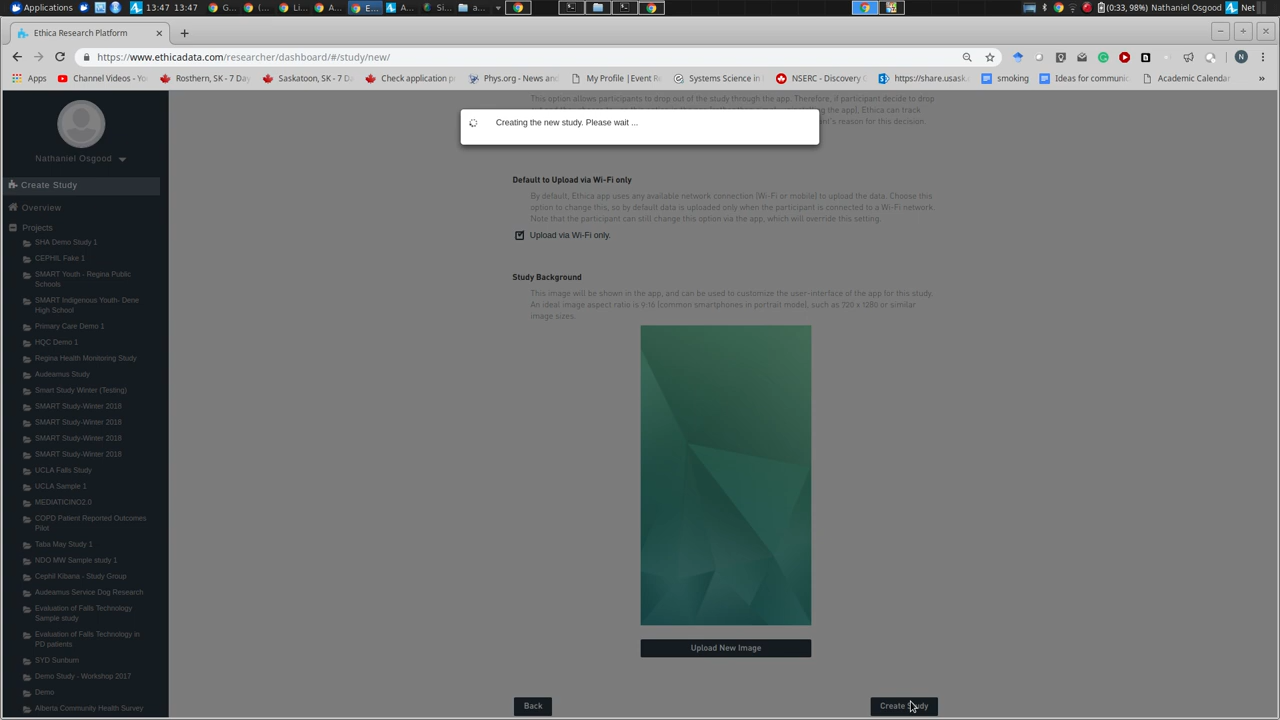 Applications
13:47 13:47
G...
(...
Li...
G...
E...
A...
Si...
a...
(0:33, 98%)
Nathaniel Osgood
Net
Ethica Research Platform
https://www.ethicadata.com/researcher/dashboard/#/study/new/
Apps
Channel Videos - Yo
Rosthern, SK - 7 Day
Saskatoon, SK - 7 D
Check application p
Phys.org - News and
My Profile | Event R
Systems Science in
NSERC - Discovery
https://share.usask
smoking
Ideas for communic
Academic Calendar
This option allows participants to drop out of the study through the app. Therefore, if participant decide to drop
Ethica can track
ent's reason for this decision.
Creating the new study. Please wait ...
Nathaniel Osgood
Create Study
Overview
Projects
SHA Demo Study 1
CEPHIL Fake 1
SMART Youth - Regina Public
Schools
SMART Indigenous Youth- Dene
High School
Primary Care Demo 1
HQC Demo 1
Regina Health Monitoring Study
Audeamus Study
Smart Study Winter (Testing)
SMART Study-Winter 2018
SMART Study-Winter 2018
SMART Study-Winter 2018
SMART Study-Winter 2018
UCLA Falls Study
UCLA Sample 1
MEDIATICINO2.0
COPD Patient Reported Outcomes
Pilot
Taba May Study 1
NDO MW Sample study 1
Cephil Kibana - Study Group
Audeamus Service Dog Research
Evaluation of Falls Technology
Sample study
Evaluation of Falls Technology in
PD patients
SYD Sunburn
Demo Study - Workshop 2017
Demo
Alberta Community Health Survey
Default to Upload via Wi-Fi only
By default, Ethica app uses any available network connection (Wi-Fi or mobile) to upload the data. Choose this
option to change this, so by default data is uploaded only when the participant is connected to a Wi-Fi network.
Note that the participant can still change this option via the app, which will override this setting.
Upload via Wi-Fi only.
Study Background
This image will be shown in the app, and can be used to customize the user-interface of the app for this study.
An ideal image aspect ratio is 9:16 (common smartphones in portrait mode), such as 720 x 1280 or similar
image sizes.
Upload New Image
Back
Create Study